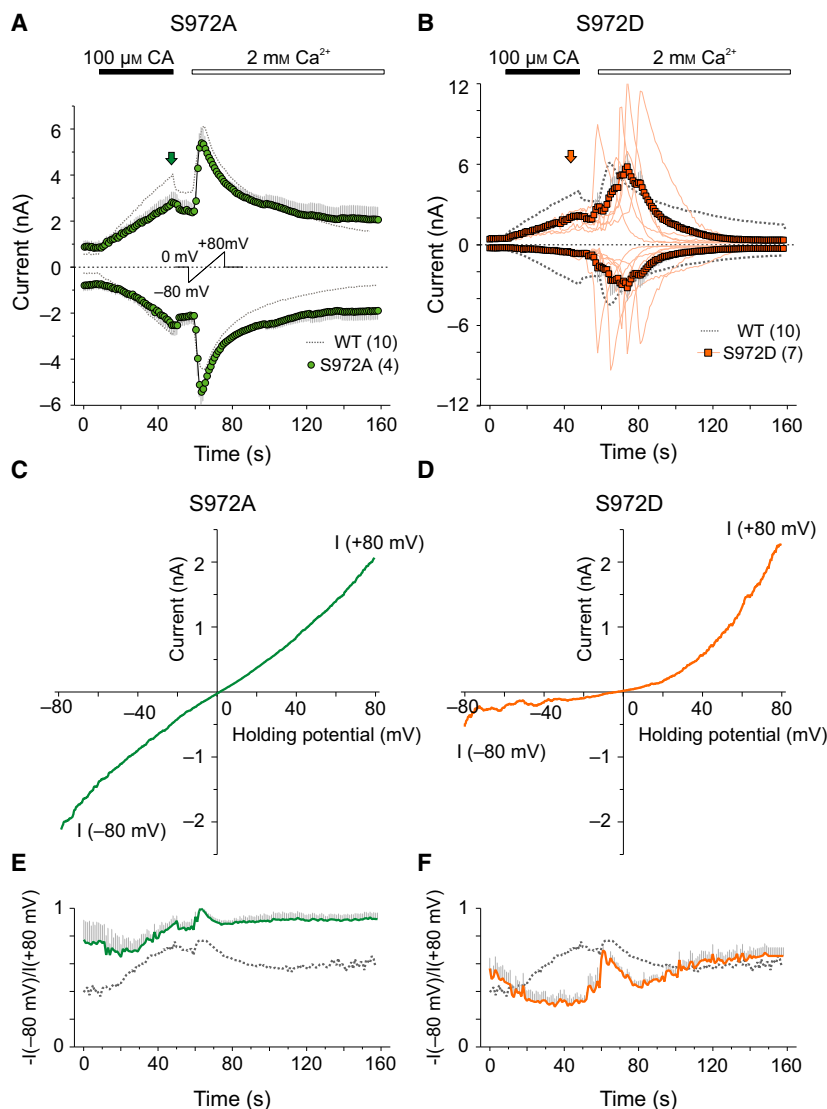 A
S972A
100 µM CA
2 mM Ca²⁺
6
4
2
0
−2
−4
−6
Current (nA)
0 mV
+80mV
−80 mV
WT (10)
S972A (4)
0
40
80
120
160
Time (s)
B
S972D
100 µM CA
2 mM Ca²⁺
12
6
0
−6
−12
Current (nA)
WT (10)
S972D (7)
0
40
80
120
160
Time (s)
C
S972A
I (+80 mV)
2
1
−1
−2
Current (nA)
−80
−40
0
40
80
Holding potential (mV)
I (−80 mV)
D
S972D
I (+80 mV)
2
1
−1
−2
Current (nA)
−80
−40
0
40
80
Holding potential (mV)
I (−80 mV)
E
1
0
-I(−80 mV)/I(+80 mV)
0
40
80
120
160
Time (s)
F
1
0
-I(−80 mV)/I(+80 mV)
0
40
80
120
160
Time (s)